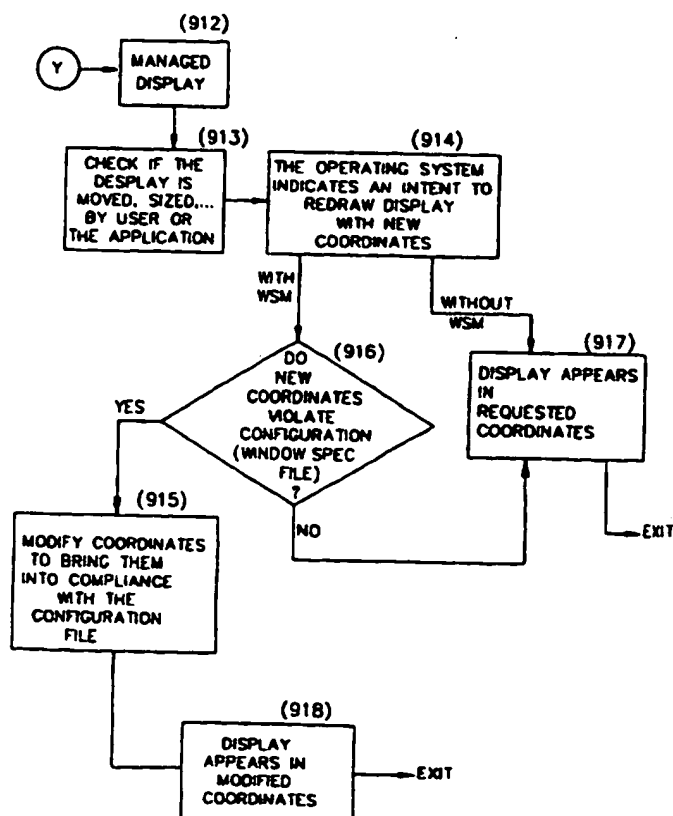 (912)
Y
MANAGED
DISPLAY
(913)
CHECK IF THE
DESPLAY IS
MOVED, SIZED,...
BY USER OR
THE APPLICATION
(914)
THE OPERATING SYSTEM
INDICATES AN INTENT TO
REDRAW DISPLAY
WITH NEW
COORDINATES
WITH
WSM
WITHOUT
WSM
(916)
DO
NEW
COORDINATES
VIOLATE
CONFIGURATION
(WINDOW SPEC
FILE)
?
(917)
DISPLAY APPEARS
IN
REQUESTED
COORDINATES
YES
NO
EXIT
(915)
MODIFY COORDINATES
TO BRING THEM
INTO COMPLIANCE
WITH THE
CONFIGURATION
FILE
(918)
DISPLAY
APPEARS IN
MODIFIED
COORDINATES
EXIT